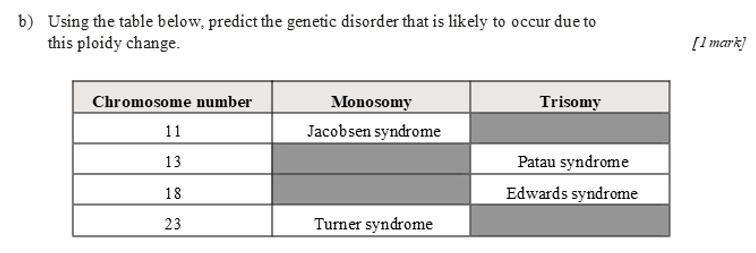 b) Using the table below, predict the genetic disorder that is likely to occur due to
this ploidy change. [1 mark]
Chromosome number Monosomy Trisomy
11 Jacobsen syndrome
13 Patau syndrome
18 Edwards syndrome
23 Turner syndrome